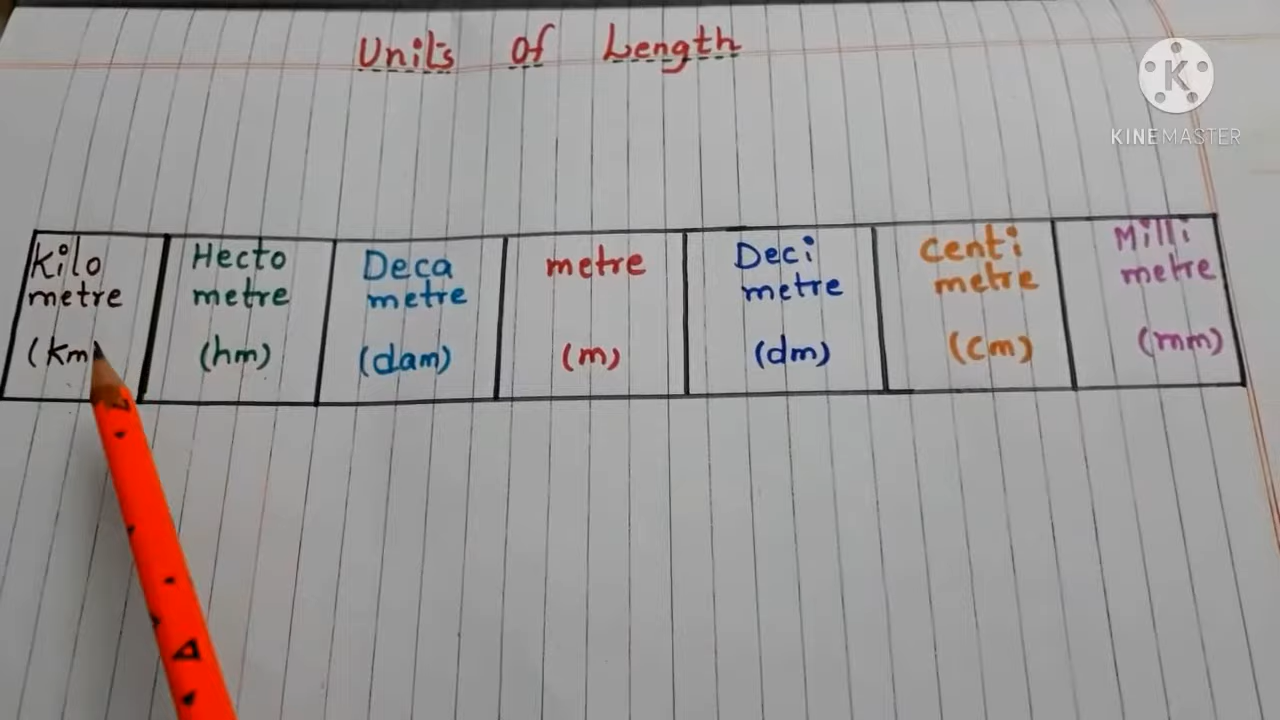 Units Of Length
K
KINEMASTER
Kilo
metre
(km
Hecto
metre
(hm)
Deca
metre
(dam)
metre
(m)
Deci
metre
(dm)
Centi
metre
(cm)
Milli
metre
(mm)